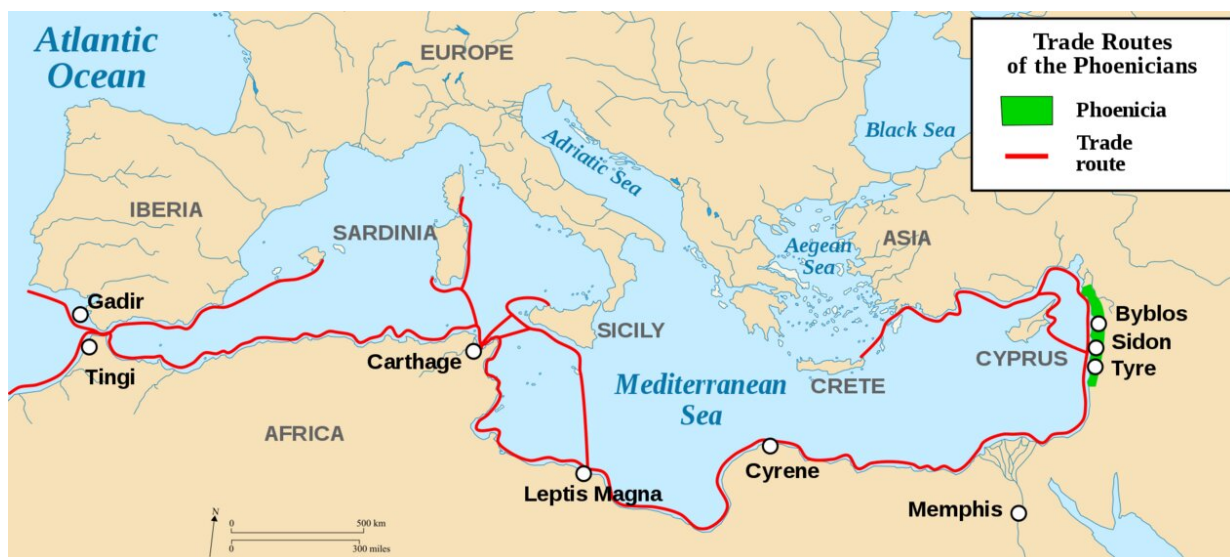 Atlantic
Ocean
EUROPE
Trade Routes
of the Phoenicians
Phoenicia
Trade
route
Black Sea
Adriatic Sea
IBERIA
SARDINIA
Aegean
Sea
ASIA
Gadir
SICILY
Byblos
Sidon
Tyre
CYPRUS
Tingi
Carthage
CRETE
Mediterranean
Sea
AFRICA
Cyrene
Leptis Magna
Memphis
N
0 500 km
0 300 miles